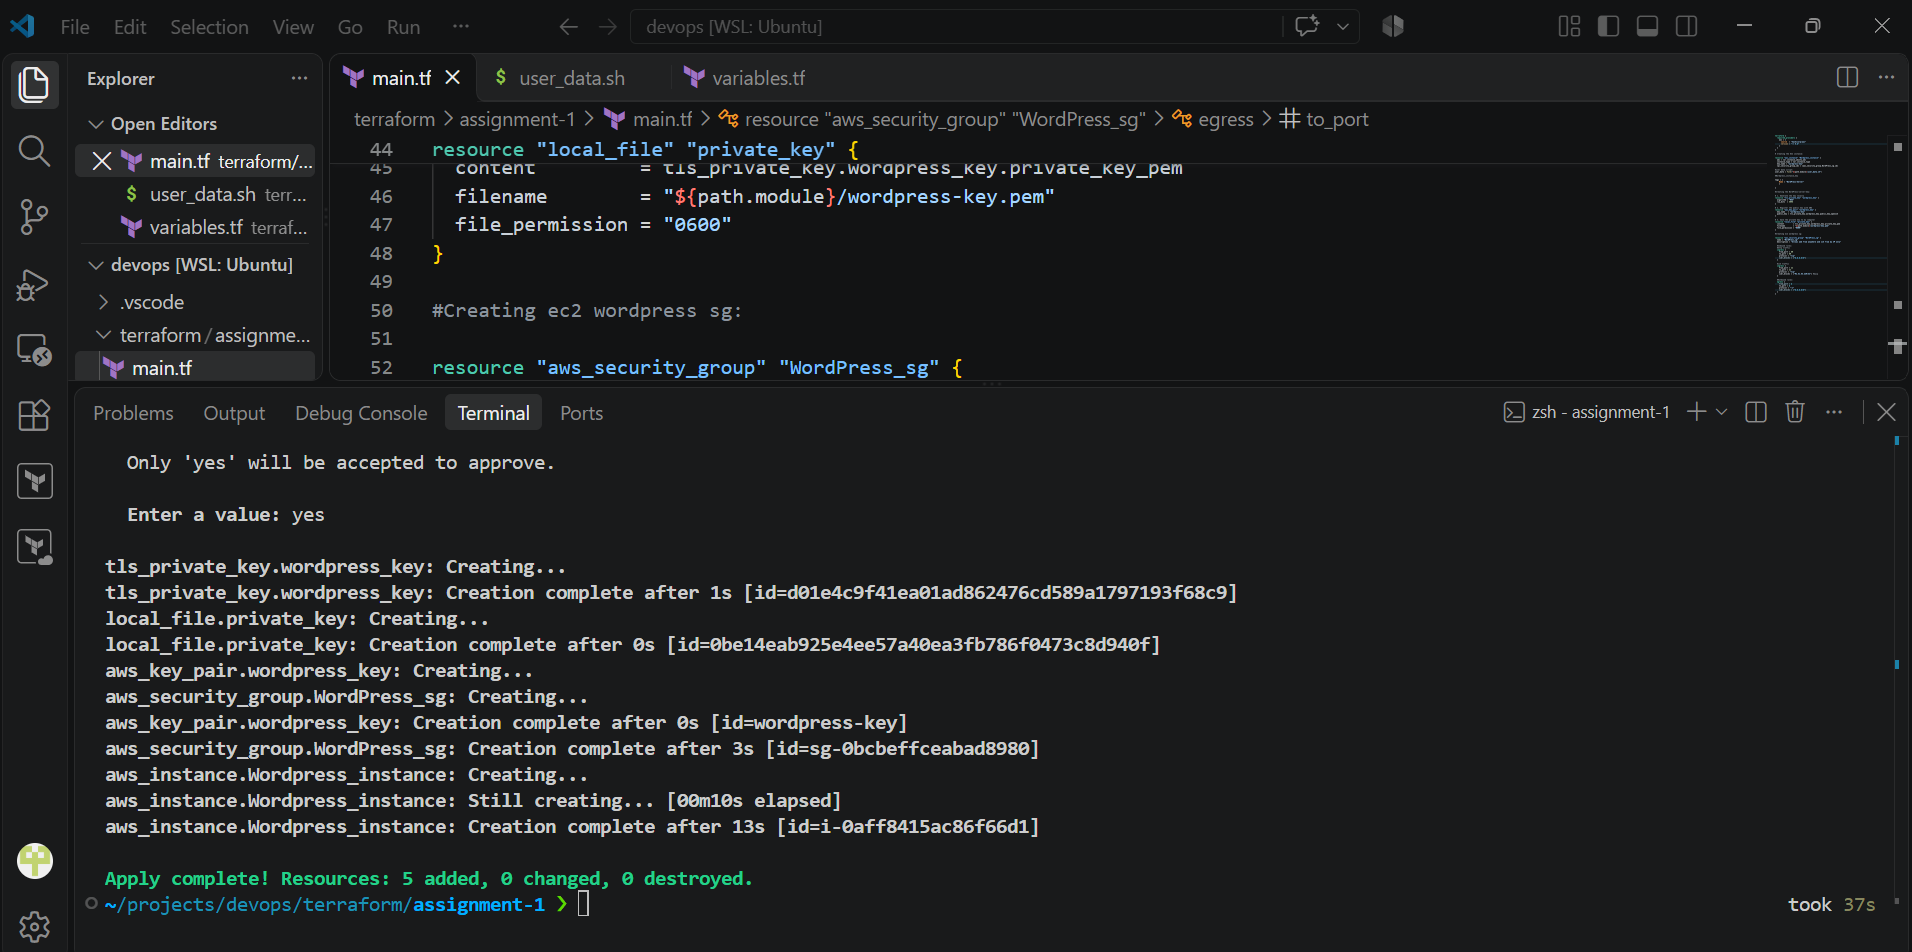 File Edit Selection View Go Run ··· devops [WSL: Ubuntu]
Explorer ···
Open Editors
main.tf terraform/...
$ user_data.sh terr...
variables.tf terraf...
devops [WSL: Ubuntu]
.vscode
terraform / assignme...
main.tf
main.tf $ user_data.sh variables.tf ···
terraform > assignment-1 > main.tf > resource "aws_security_group" "WordPress_sg" > egress > # to_port
44 resource "local_file" "private_key" {
45 content = tls_private_key.wordpress_key.private_key_pem
46 filename = "${path.module}/wordpress-key.pem"
47 file_permission = "0600"
48 }
49
50 #Creating ec2 wordpress sg:
51
52 resource "aws_security_group" "WordPress_sg" {
Problems Output Debug Console Terminal Ports zsh - assignment-1 ···
Only 'yes' will be accepted to approve.
Enter a value: yes
tls_private_key.wordpress_key: Creating...
tls_private_key.wordpress_key: Creation complete after 1s [id=d01e4c9f41ea01ad862476cd589a1797193f68c9]
local_file.private_key: Creating...
local_file.private_key: Creation complete after 0s [id=0be14eab925e4ee57a40ea3fb786f0473c8d940f]
aws_key_pair.wordpress_key: Creating...
aws_security_group.WordPress_sg: Creating...
aws_key_pair.wordpress_key: Creation complete after 0s [id=wordpress-key]
aws_security_group.WordPress_sg: Creation complete after 3s [id=sg-0bcbeffceabad8980]
aws_instance.Wordpress_instance: Creating...
aws_instance.Wordpress_instance: Still creating... [00m10s elapsed]
aws_instance.Wordpress_instance: Creation complete after 13s [id=i-0aff8415ac86f66d1]
Apply complete! Resources: 5 added, 0 changed, 0 destroyed.
~/projects/devops/terraform/assignment-1 ❯ took 37s